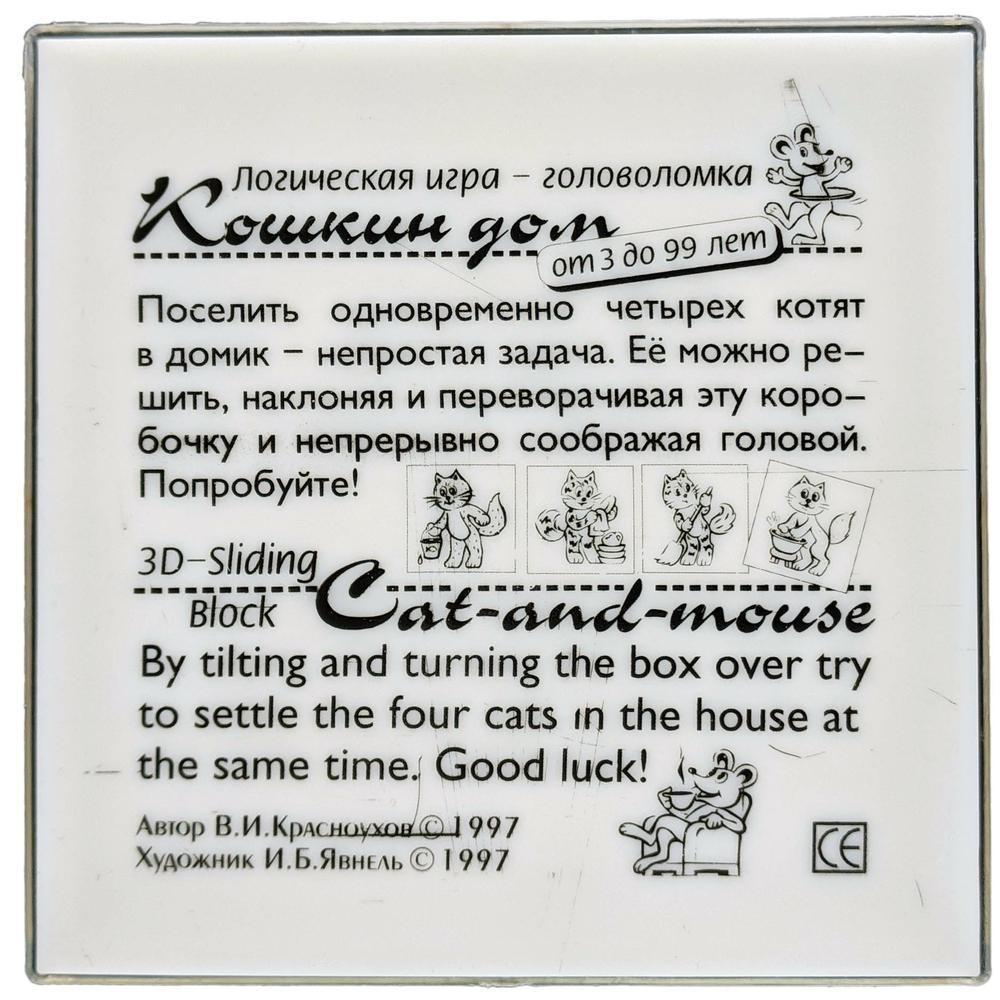 Логическая игра – головоломка
Кошкин дом
от 3 до 99 лет
Поселить одновременно четырех котят
в домик – непростая задача. Её можно ре–
шить, наклоняя и переворачивая эту коро–
бочку и непрерывно соображая головой.
Попробуйте!
3D–Sliding
Block
Cat-and-mouse
By tilting and turning the box over try
to settle the four cats in the house at
the same time. Good luck!
Автор В.И.Красноухов © 1997
Художник И.Б.Явнель © 1997
CE